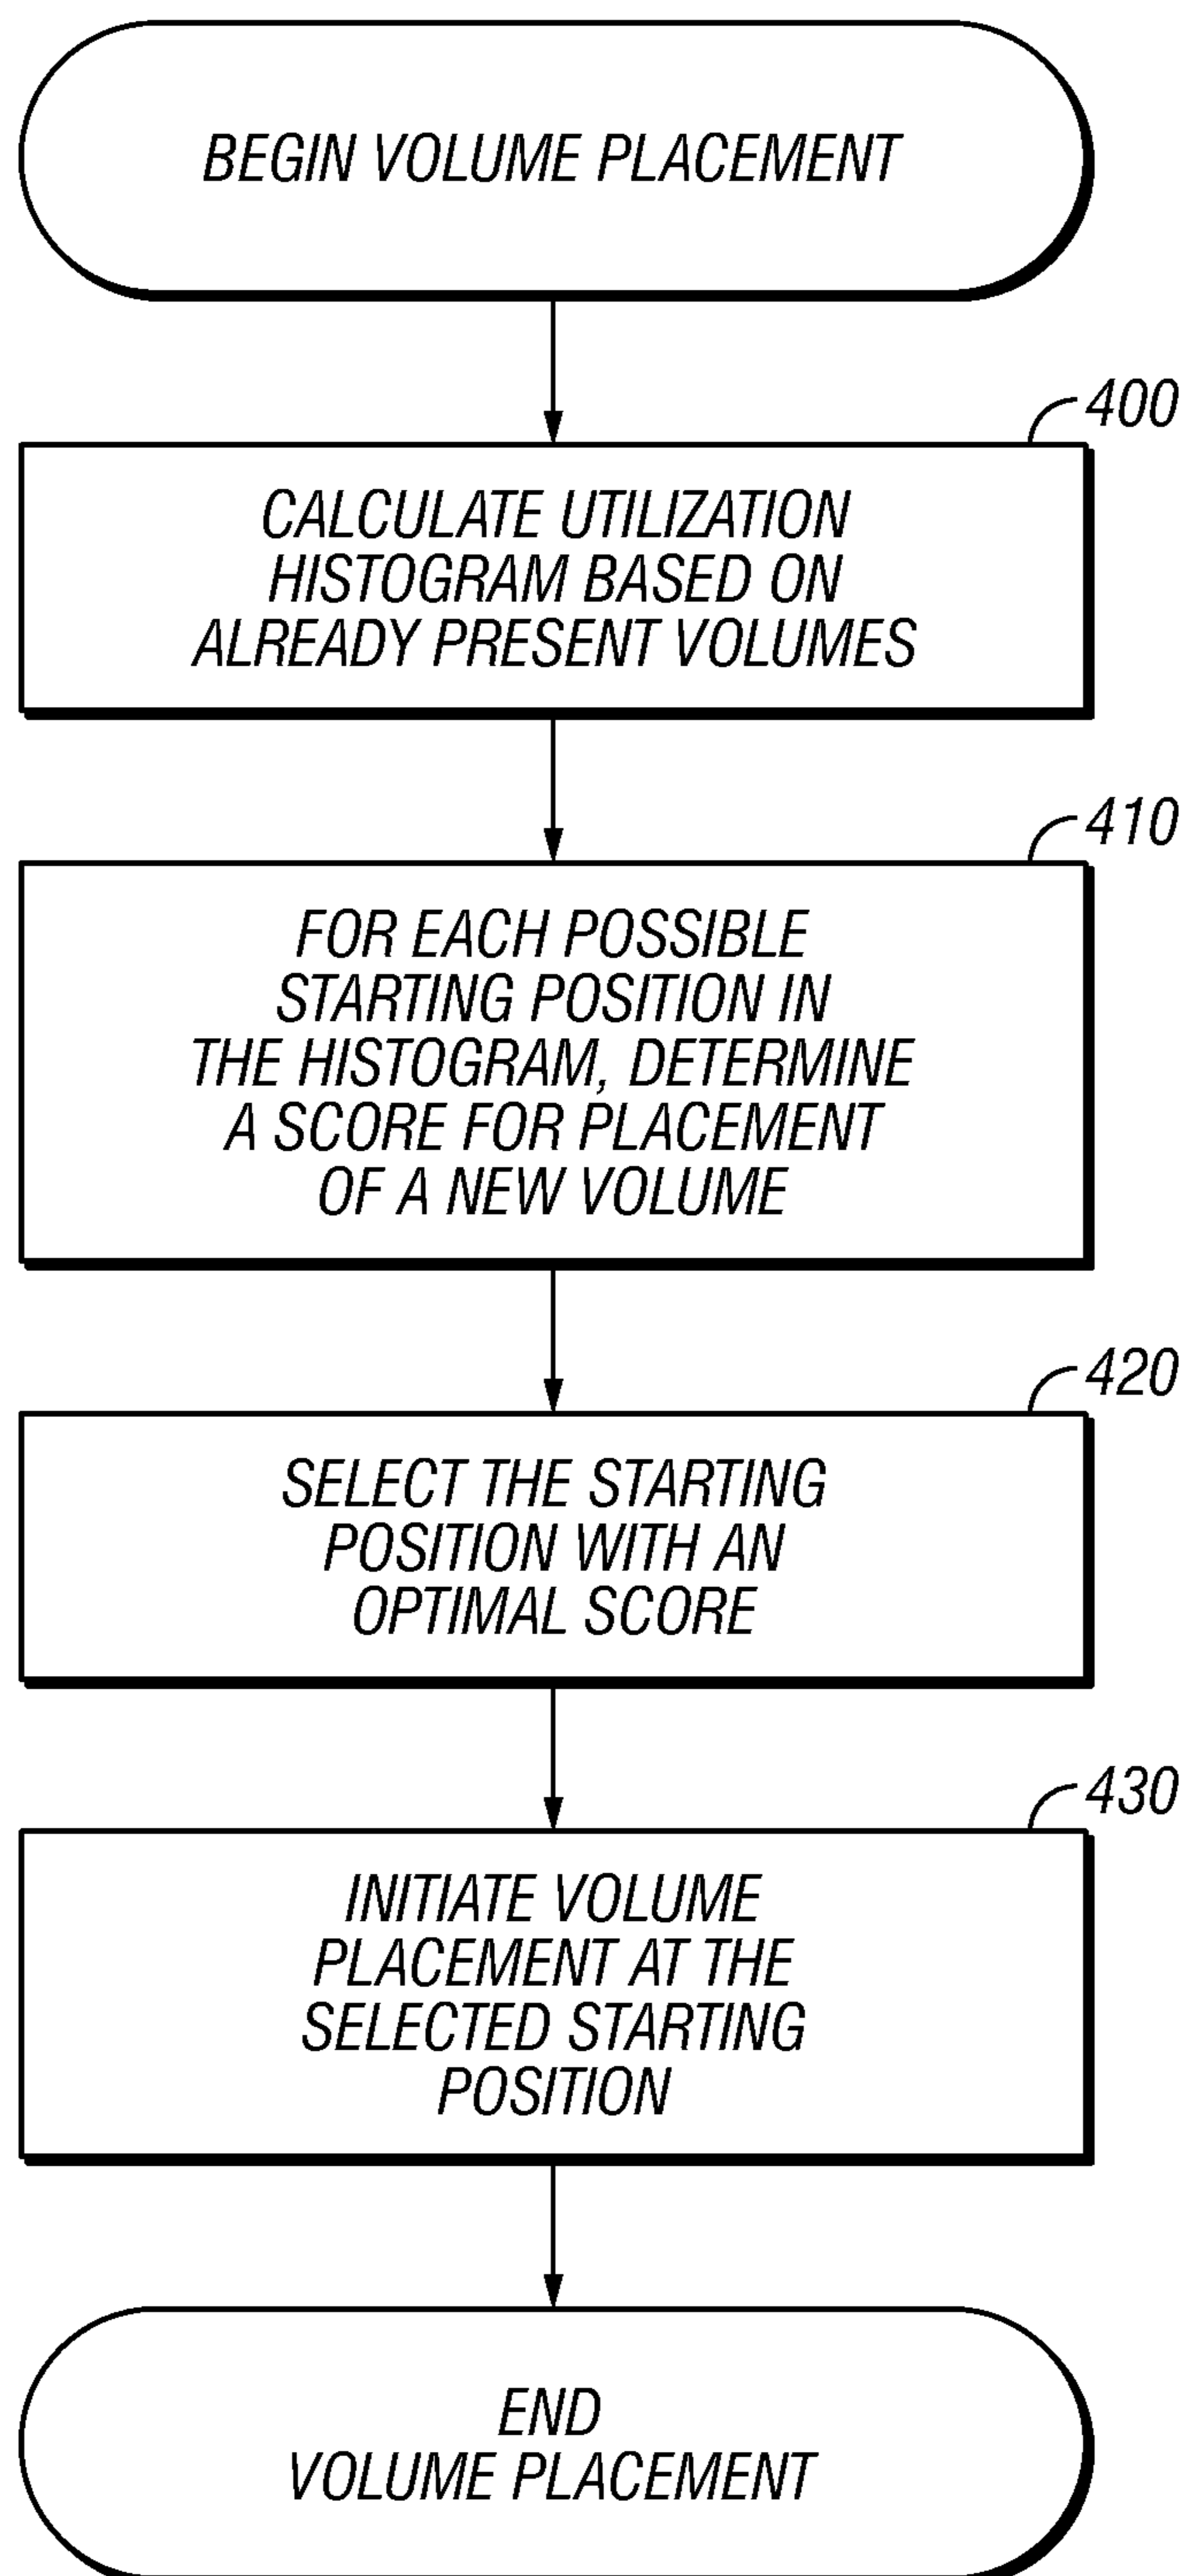 BEGIN VOLUME PLACEMENT
400
CALCULATE UTILIZATION
HISTOGRAM BASED ON
ALREADY PRESENT VOLUMES
410
FOR EACH POSSIBLE
STARTING POSITION IN
THE HISTOGRAM, DETERMINE
A SCORE FOR PLACEMENT
OF A NEW VOLUME
420
SELECT THE STARTING
POSITION WITH AN
OPTIMAL SCORE
430
INITIATE VOLUME
PLACEMENT AT THE
SELECTED STARTING
POSITION
END
VOLUME PLACEMENT